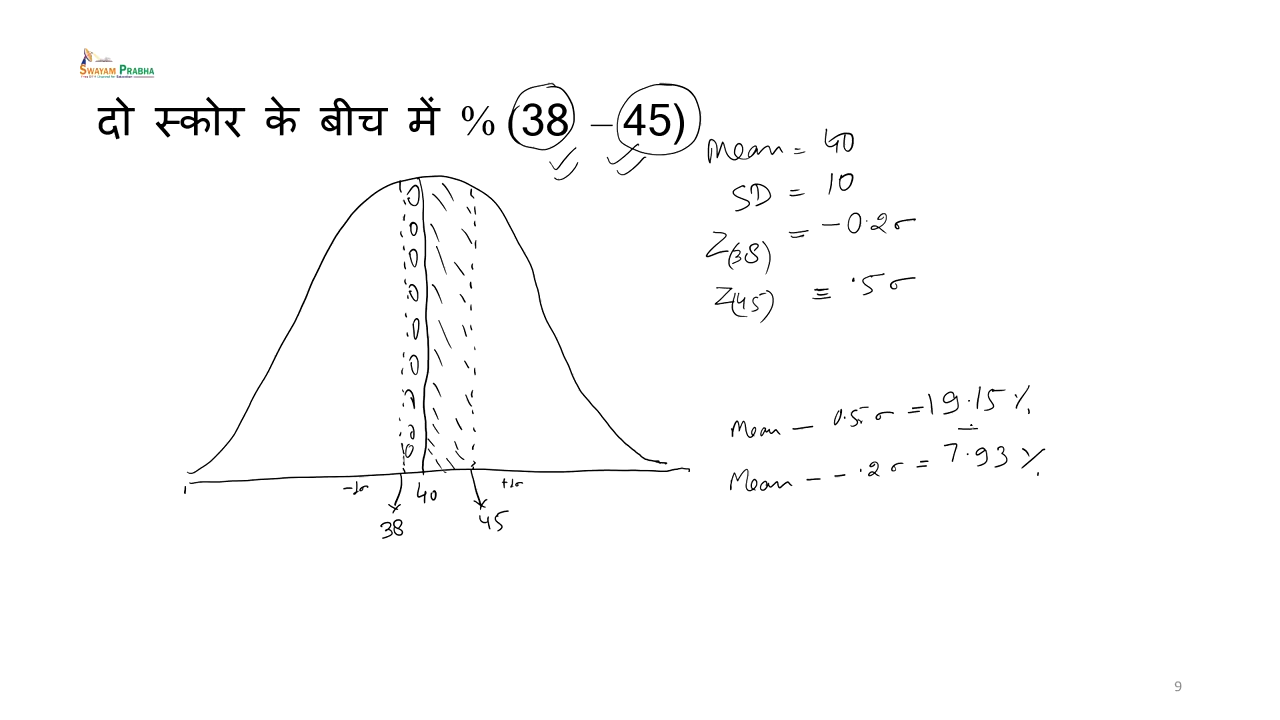 SWAYAM PRABHA
दो स्कोर के बीच में % (38 – 45)
Mean = 40
SD = 10
Z(38) = -0.2σ
Z(45) = .5σ
Mean – 0.5σ = 19.15%
Mean – -.2σ = 7.93%
-1σ 40 +1σ
38 45
9